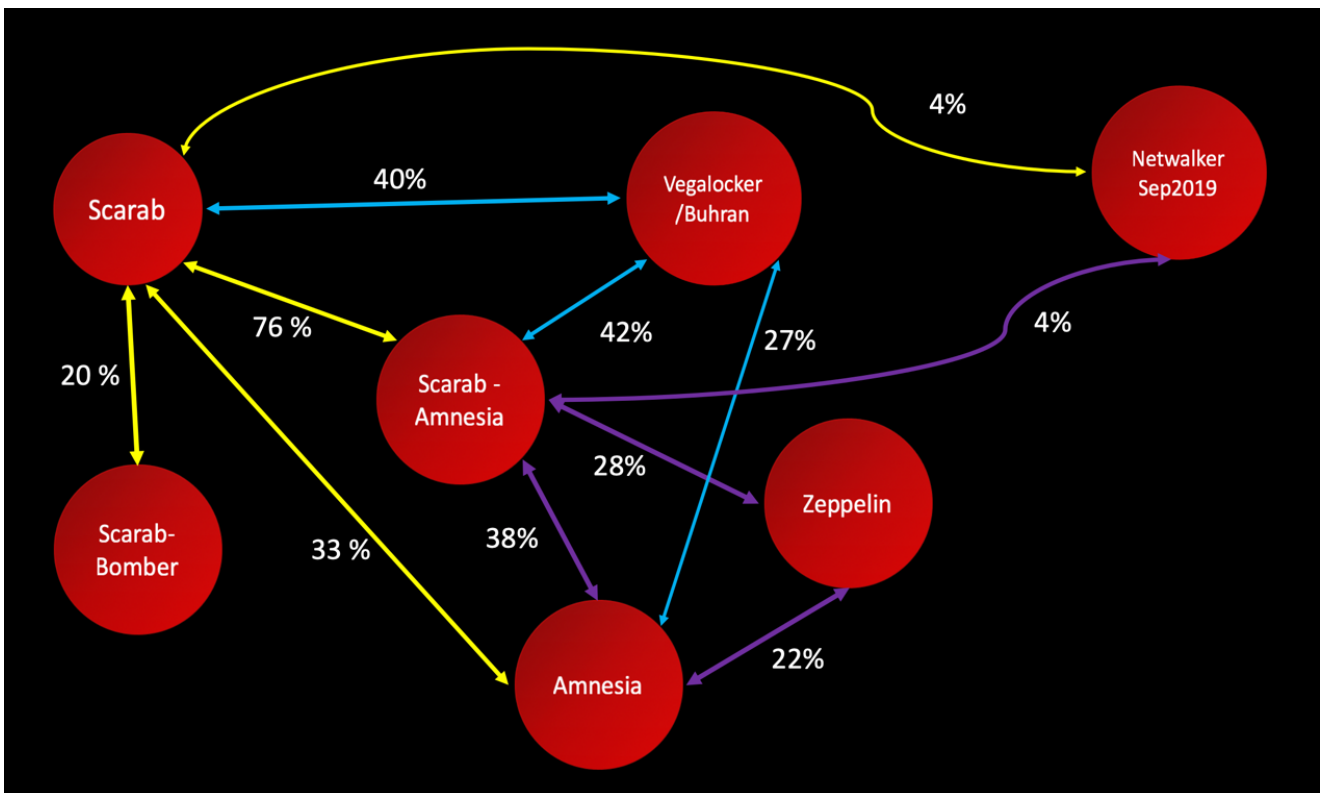 4%
Netwalker
Sep2019
Scarab
40%
Vegalocker
/Buhran
76 %
42%
27%
4%
20 %
Scarab -
Amnesia
28%
Zeppelin
Scarab-
Bomber
33 %
38%
22%
Amnesia